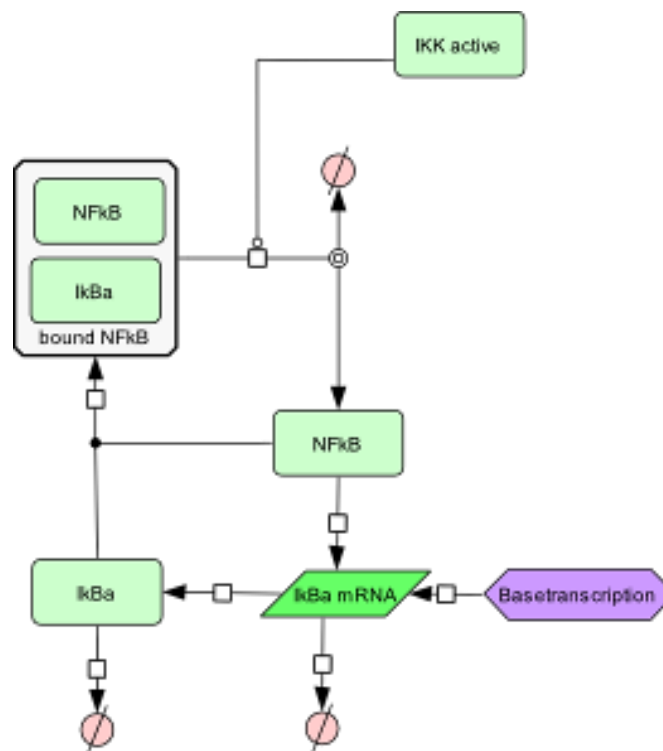 IKK active
NFkB
IkBa
bound NFkB
NFkB
IkBa
IkBa mRNA
Basetranscription